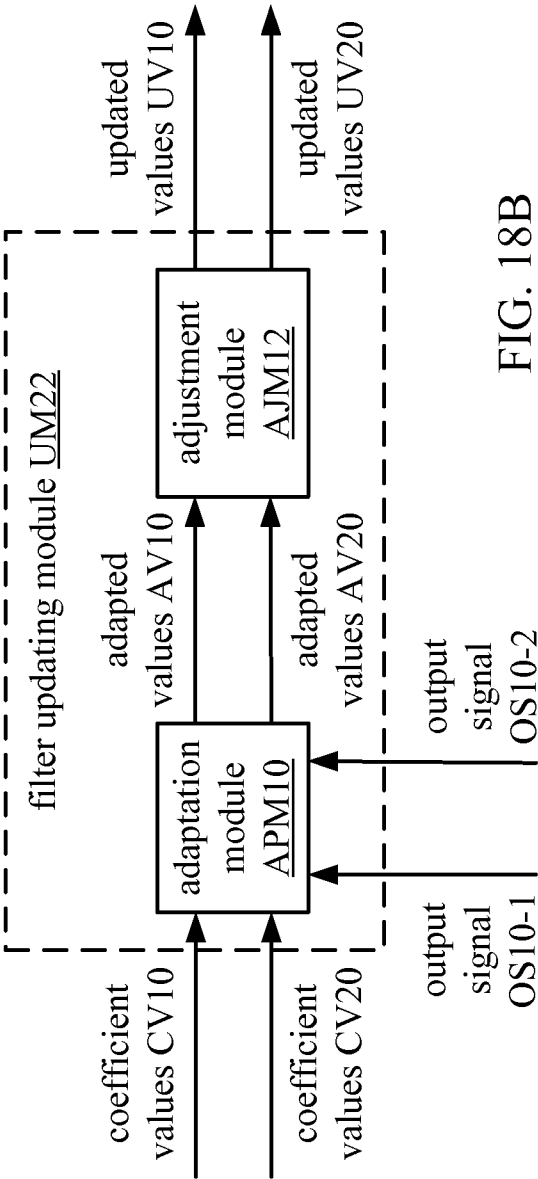 filter updating module UM22
coefficient
values CV10
coefficient
values CV20
adaptation
module
APM10
adapted
values AV10
adapted
values AV20
adjustment
module
AJM12
updated
values UV10
updated
values UV20
output
signal
OS10-1
output
signal
OS10-2
FIG. 18B